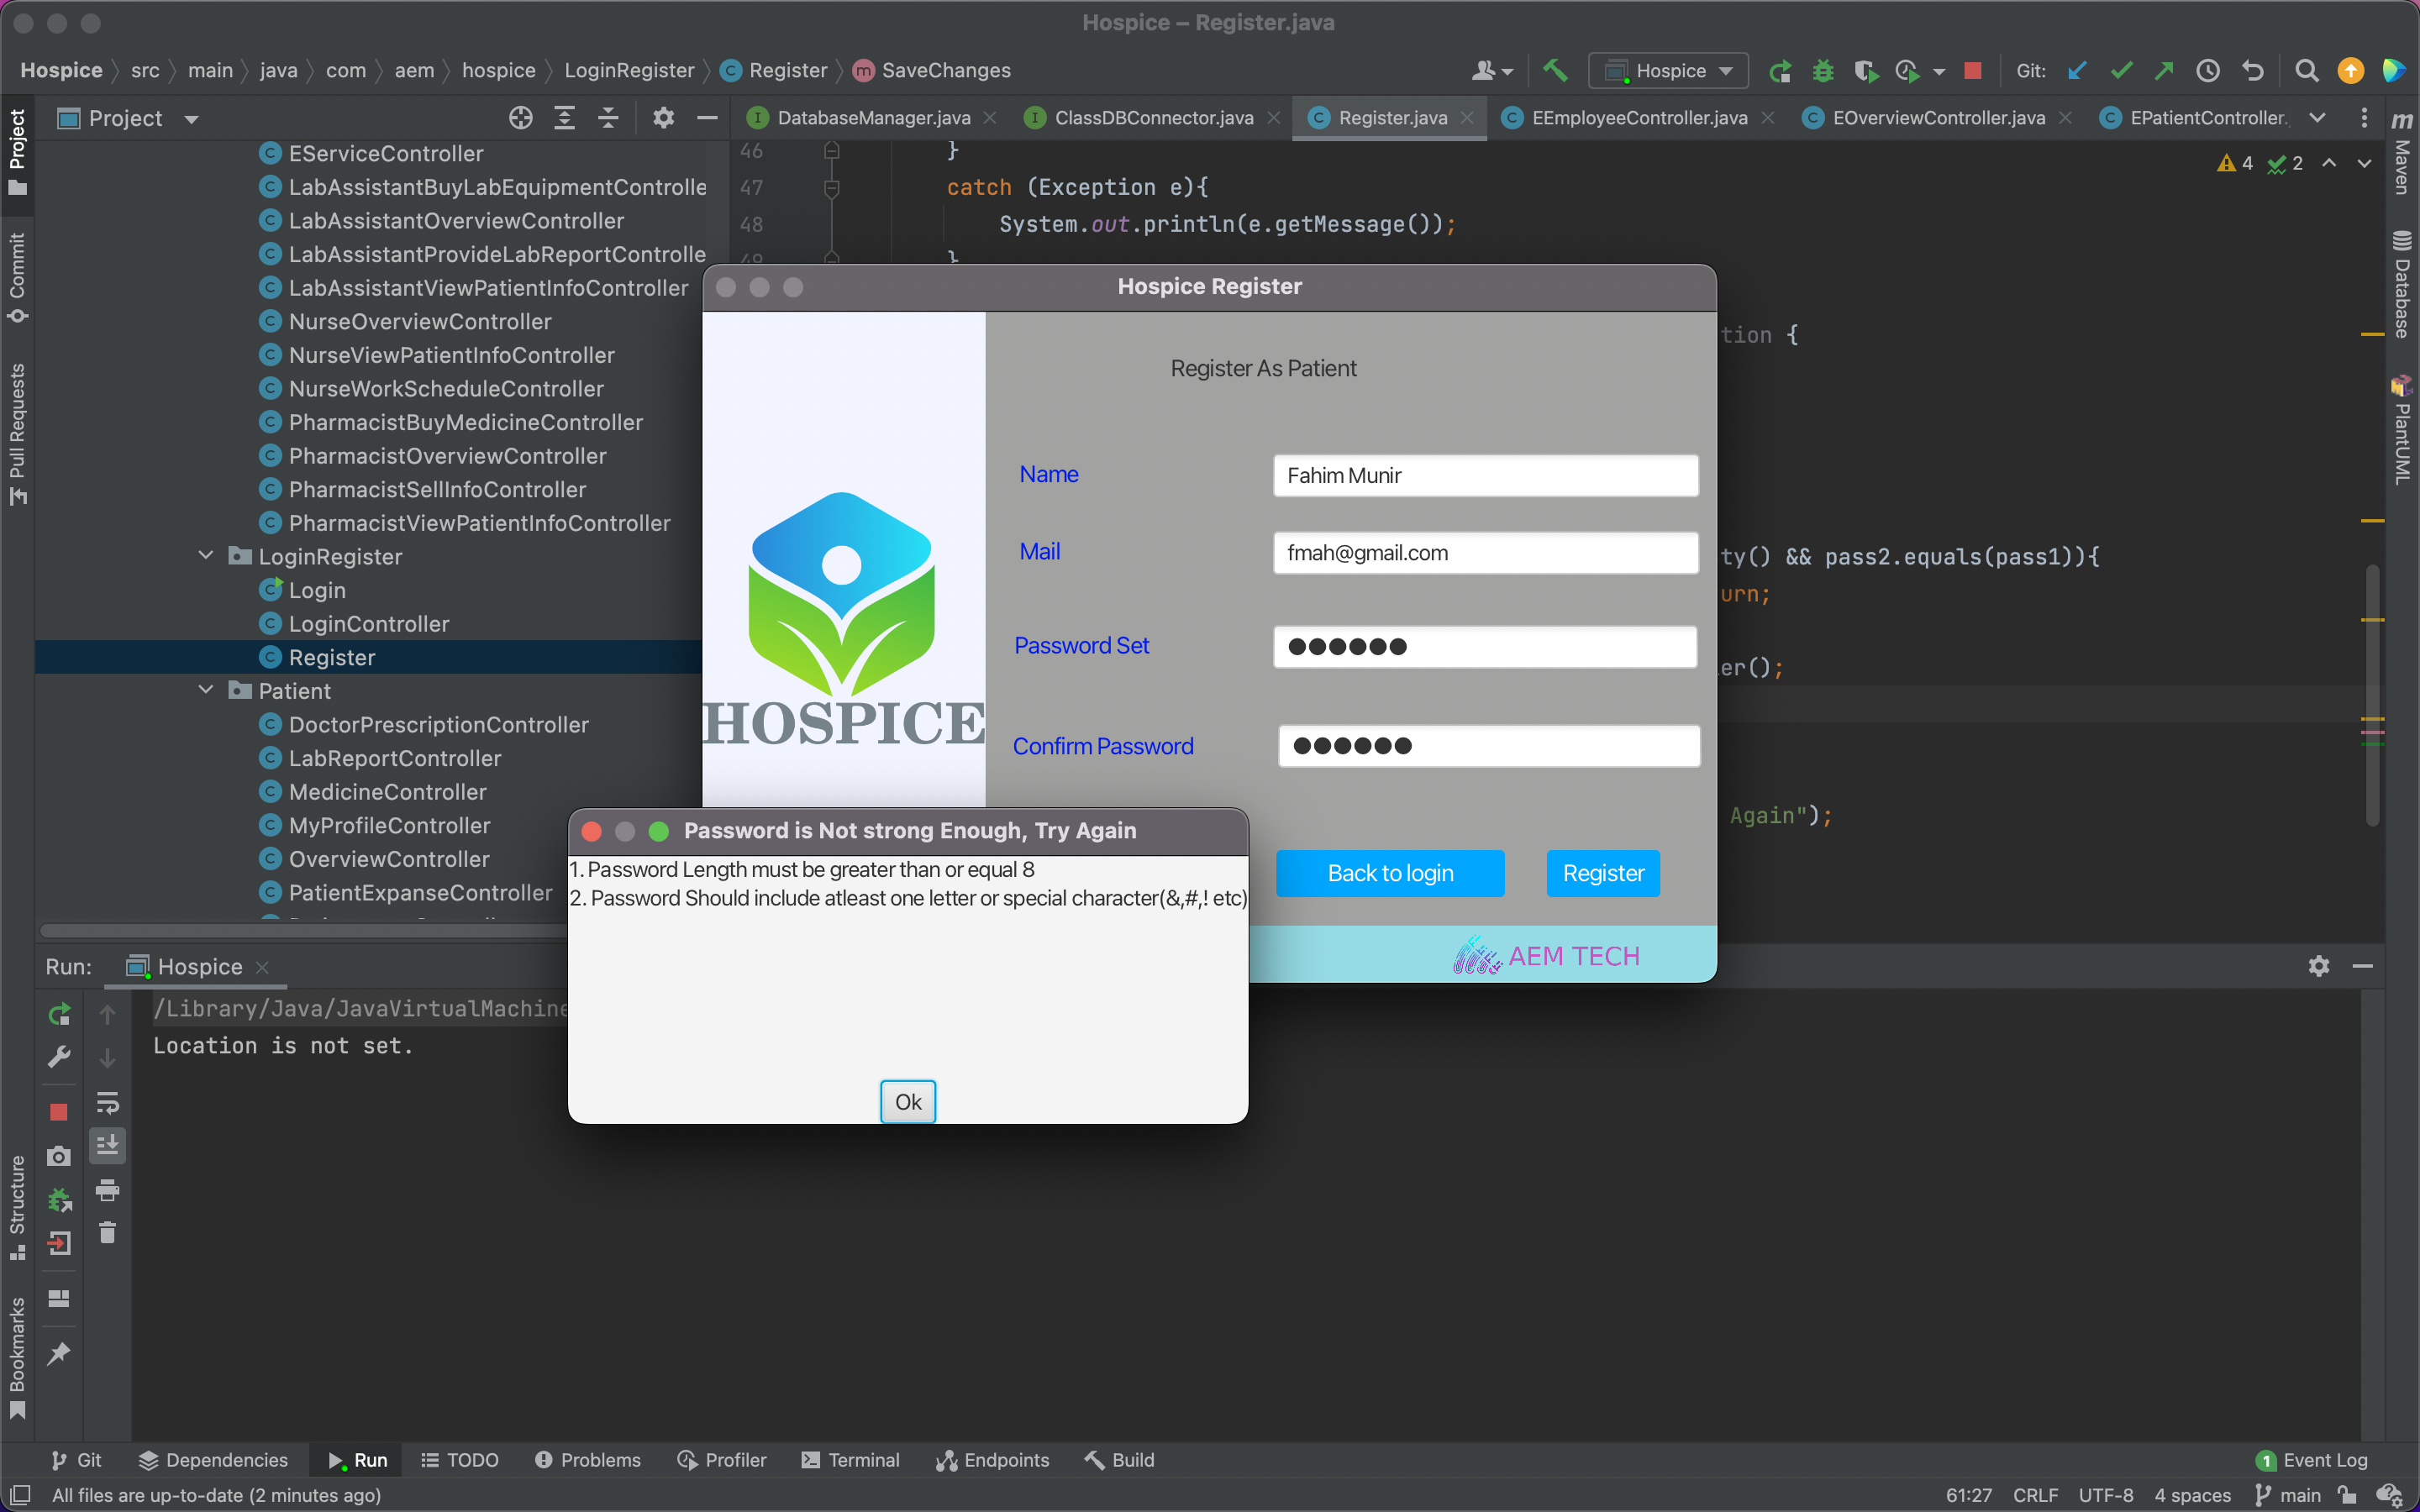 Hospice – Register.java
Hospice src main java com aem hospice LoginRegister Register SaveChanges
Hospice Git:
Project
DatabaseManager.java ClassDBConnector.java Register.java EEmployeeController.java EOverviewController.java EPatientController.
Project
Commit
Pull Requests
Structure
Bookmarks
EServiceController
LabAssistantBuyLabEquipmentControlle
LabAssistantOverviewController
LabAssistantProvideLabReportControlle
LabAssistantViewPatientInfoController
NurseOverviewController
NurseViewPatientInfoController
NurseWorkScheduleController
PharmacistBuyMedicineController
PharmacistOverviewController
PharmacistSellInfoController
PharmacistViewPatientInfoController
LoginRegister
Login
LoginController
Register
Patient
DoctorPrescriptionController
LabReportController
MedicineController
MyProfileController
OverviewController
PatientExpanseController
46 }
47 catch (Exception e){
48 System.out.println(e.getMessage());
49 }
4 2
tion {
ty() && pass2.equals(pass1)){
urn;
er();
Again");
m Maven
Database
PlantUML
Hospice Register
Register As Patient
Name Fahim Munir
Mail fmah@gmail.com
Password Set ●●●●●●
Confirm Password ●●●●●●
Back to login Register
HOSPICE
AEM TECH
Password is Not strong Enough, Try Again
1. Password Length must be greater than or equal 8
2. Password Should include atleast one letter or special character(&,#,! etc)
Ok
Run: Hospice
/Library/Java/JavaVirtualMachine
Location is not set.
Git Dependencies Run TODO Problems Profiler Terminal Endpoints Build 1 Event Log
All files are up-to-date (2 minutes ago) 61:27 CRLF UTF-8 4 spaces main